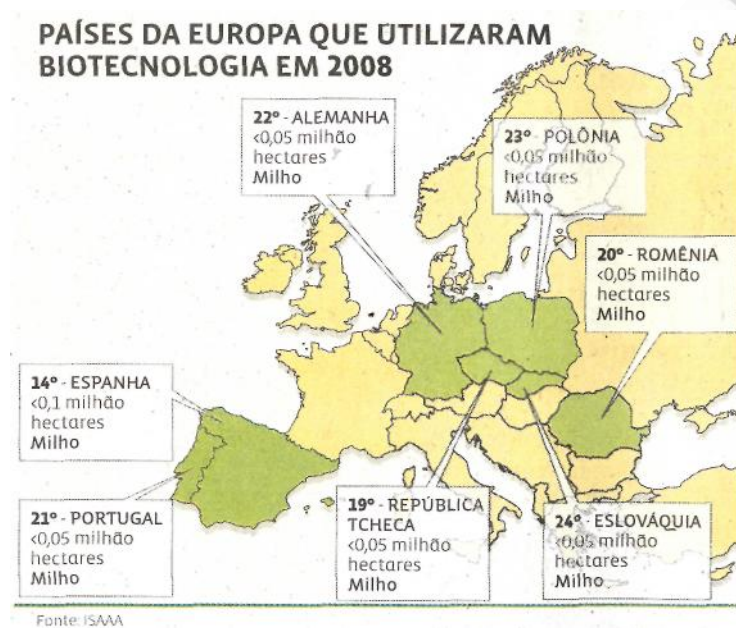 PAÍSES DA EUROPA QUE UTILIZARAM
BIOTECNOLOGIA EM 2008
22º - ALEMANHA
<0,05 milhão
hectares
Milho
23º - POLÔNIA
<0,05 milhão
hectares
Milho
20º - ROMÊNIA
<0,05 milhão
hectares
Milho
14º - ESPANHA
<0,1 milhão
hectares
Milho
21º - PORTUGAL
<0,05 milhão
hectares
Milho
19º - REPÚBLICA
TCHECA
<0,05 milhão
hectares
Milho
24º - ESLOVÁQUIA
<0,05 milhão
hectares
Milho
Fonte: ISAAA